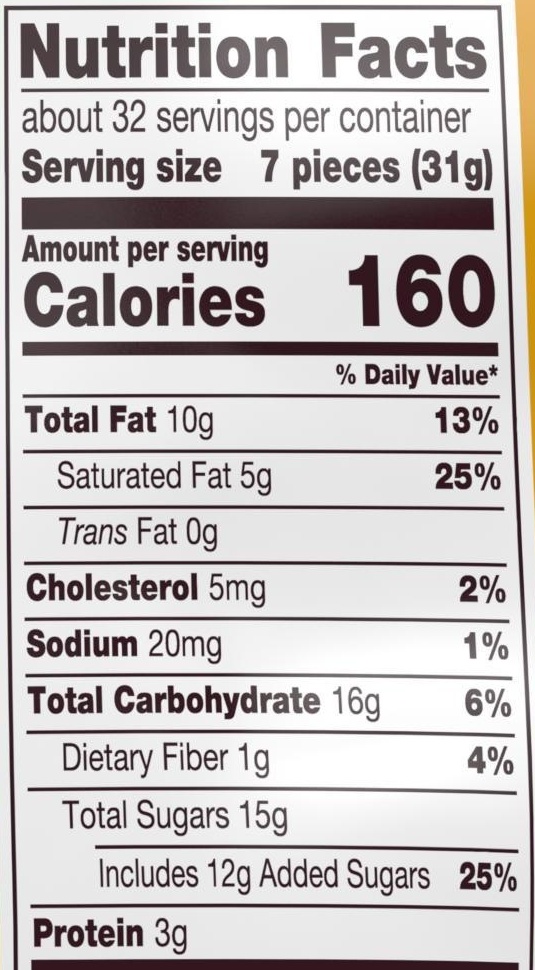 Nutrition Facts
about 32 servings per container
Serving size 7 pieces (31g)
Amount per serving
Calories 160
% Daily Value*
Total Fat 10g 13%
Saturated Fat 5g 25%
Trans Fat 0g
Cholesterol 5mg 2%
Sodium 20mg 1%
Total Carbohydrate 16g 6%
Dietary Fiber 1g 4%
Total Sugars 15g
Includes 12g Added Sugars 25%
Protein 3g